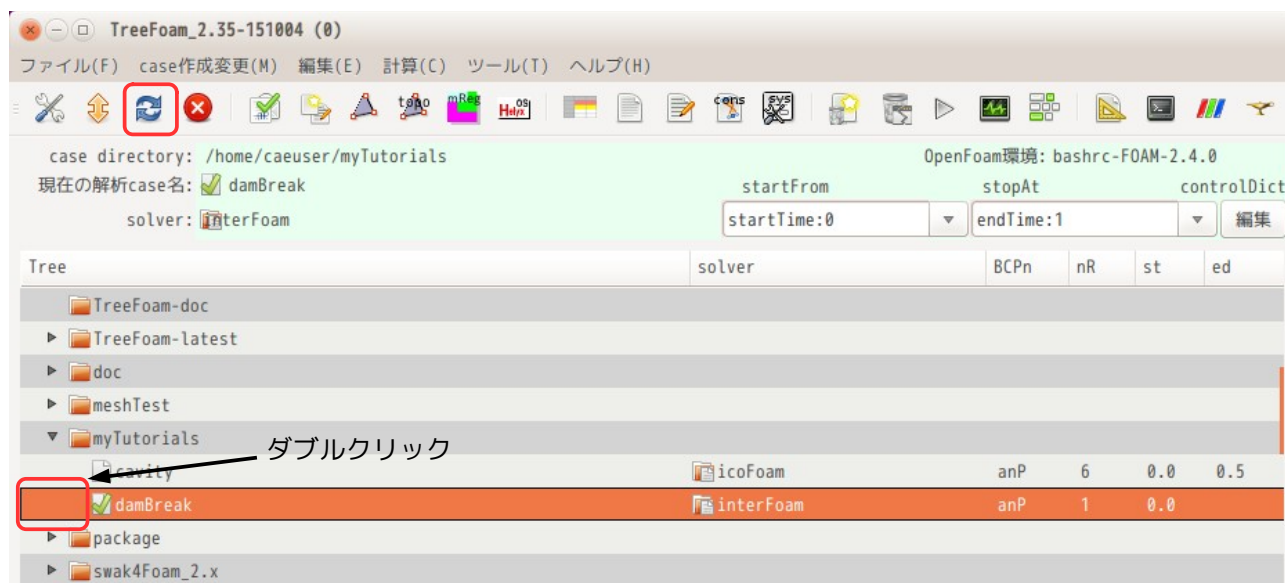 TreeFoam_2.35-151004 (0)
ファイル(F) case作成変更(M) 編集(E) 計算(C) ツール(T) ヘルプ(H)
topo mReg Helyx OS cons SYS
case directory: /home/caeuser/myTutorials OpenFoam環境: bashrc-FOAM-2.4.0
現在の解析case名: damBreak startFrom stopAt controlDict
solver: interFoam startTime:0 endTime:1 編集
Tree solver BCPn nR st ed
TreeFoam-doc
TreeFoam-latest
doc
meshTest
myTutorials
ダブルクリック
cavity icoFoam anP 6 0.0 0.5
damBreak interFoam anP 1 0.0
package
swak4Foam_2.x